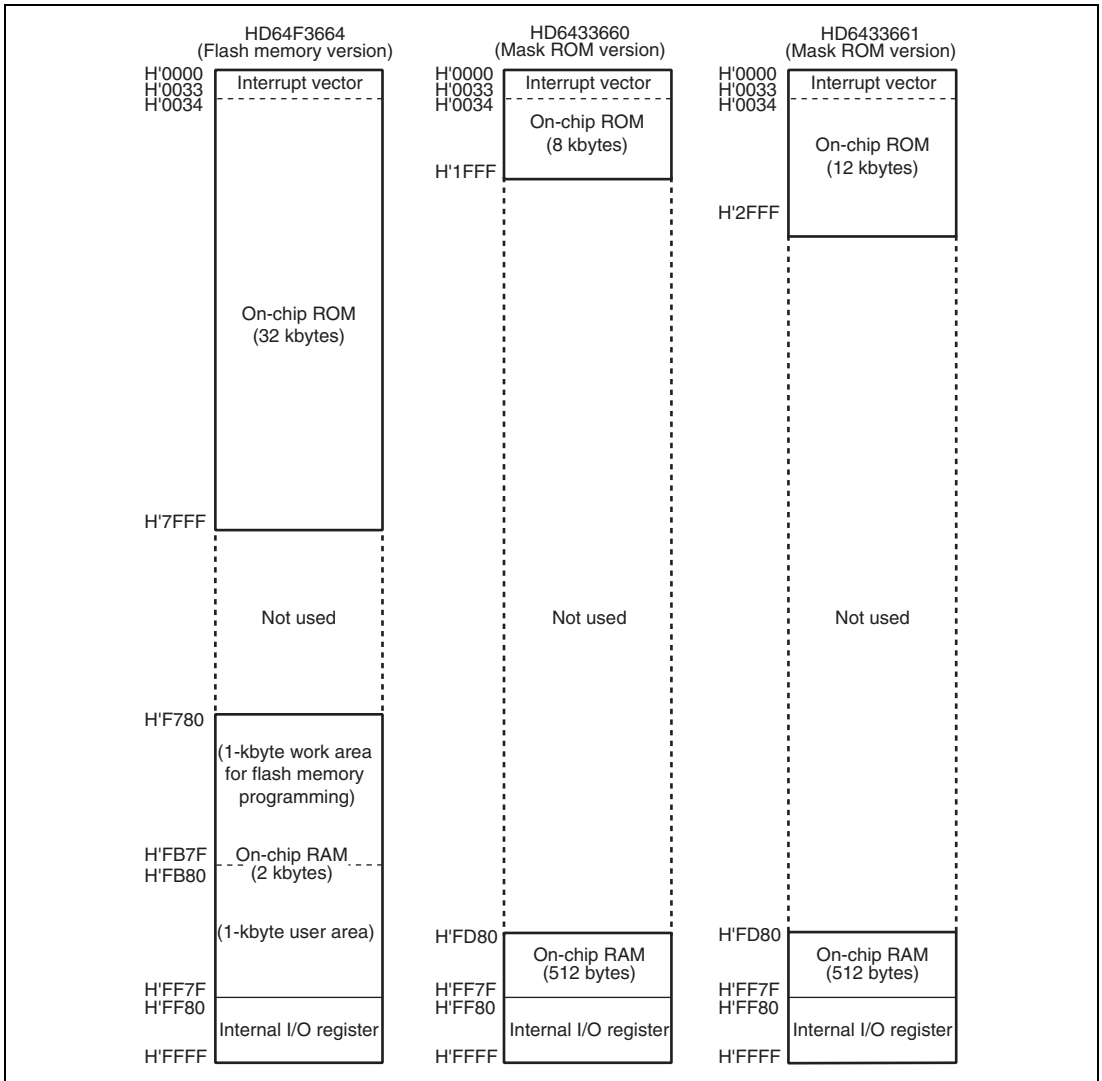 HD64F3664
(Flash memory version)
H'0000
H'0033
H'0034
Interrupt vector
On-chip ROM
(32 kbytes)
H'7FFF
Not used
H'F780
(1-kbyte work area
for flash memory
programming)
H'FB7F
H'FB80
On-chip RAM
(2 kbytes)
(1-kbyte user area)
H'FF7F
H'FF80
Internal I/O register
H'FFFF
HD6433660
(Mask ROM version)
H'0000
H'0033
H'0034
Interrupt vector
On-chip ROM
(8 kbytes)
H'1FFF
Not used
H'FD80
On-chip RAM
(512 bytes)
H'FF7F
H'FF80
Internal I/O register
H'FFFF
HD6433661
(Mask ROM version)
H'0000
H'0033
H'0034
Interrupt vector
On-chip ROM
(12 kbytes)
H'2FFF
Not used
H'FD80
On-chip RAM
(512 bytes)
H'FF7F
H'FF80
Internal I/O register
H'FFFF